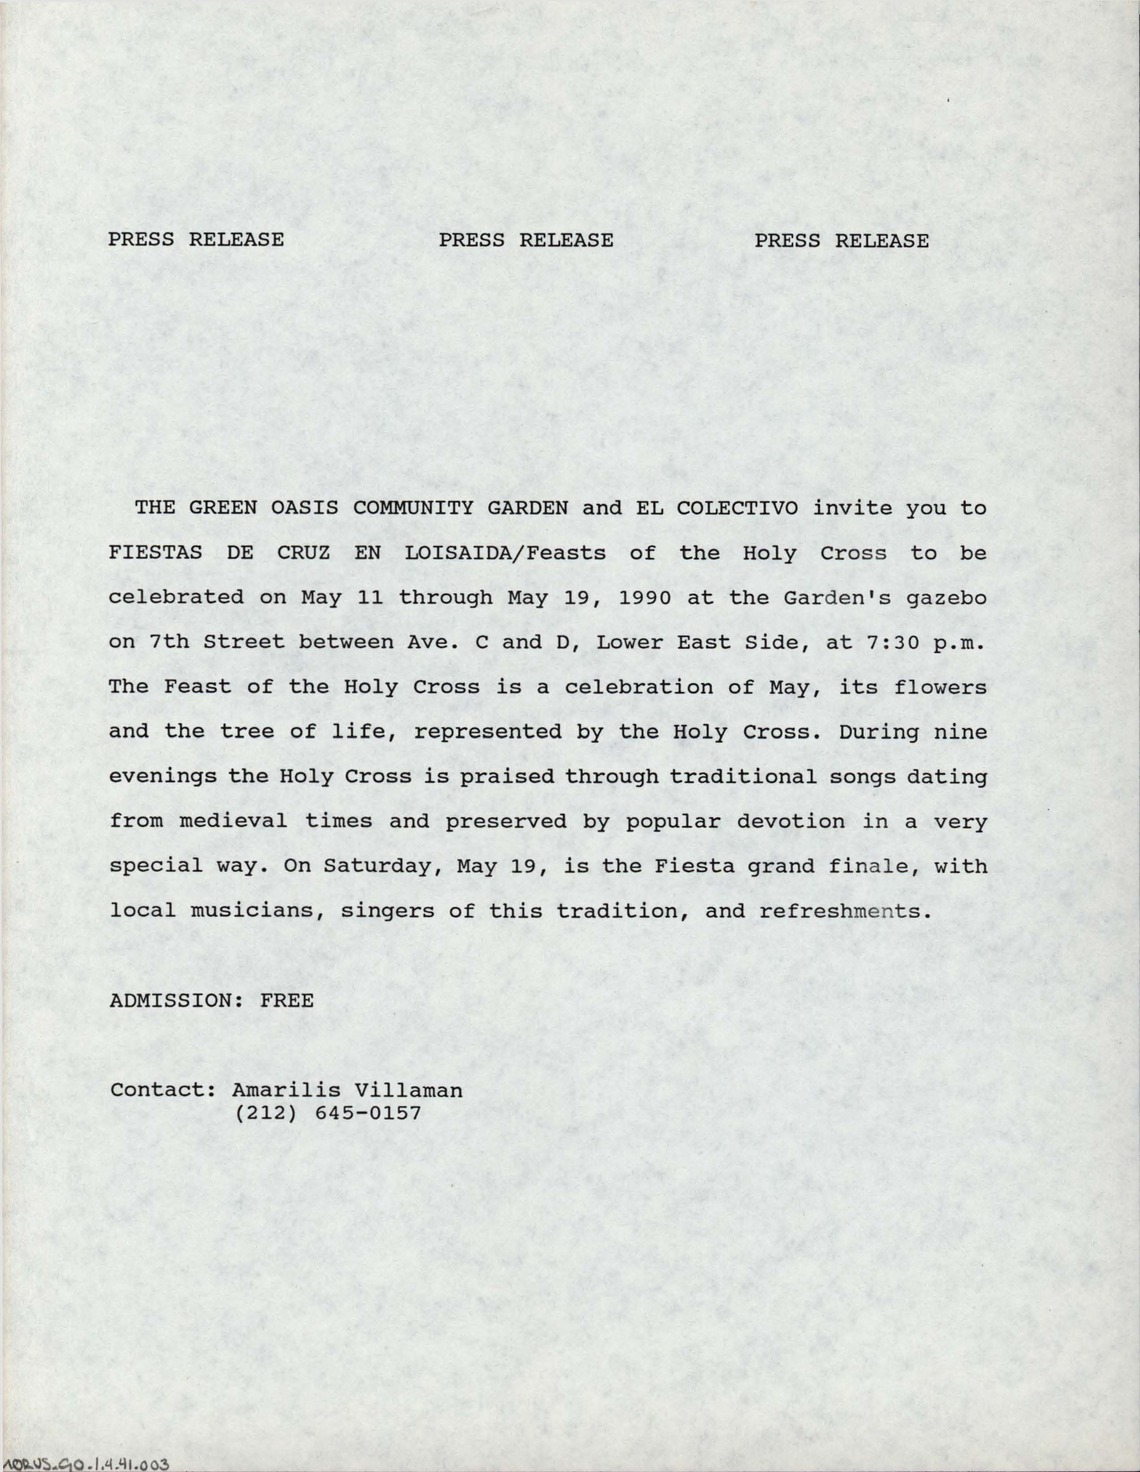 PRESS RELEASE PRESS RELEASE PRESS RELEASE
THE GREEN OASIS COMMUNITY GARDEN and EL COLECTIVO invite you to
FIESTAS DE CRUZ EN LOISAIDA/Feasts of the Holy Cross to be
celebrated on May 11 through May 19, 1990 at the Garden's gazebo
on 7th Street between Ave. C and D, Lower East Side, at 7:30 p.m.
The Feast of the Holy Cross is a celebration of May, its flowers
and the tree of life, represented by the Holy Cross. During nine
evenings the Holy Cross is praised through traditional songs dating
from medieval times and preserved by popular devotion in a very
special way. On Saturday, May 19, is the Fiesta grand finale, with
local musicians, singers of this tradition, and refreshments.
ADMISSION: FREE
Contact: Amarilis Villaman
(212) 645-0157